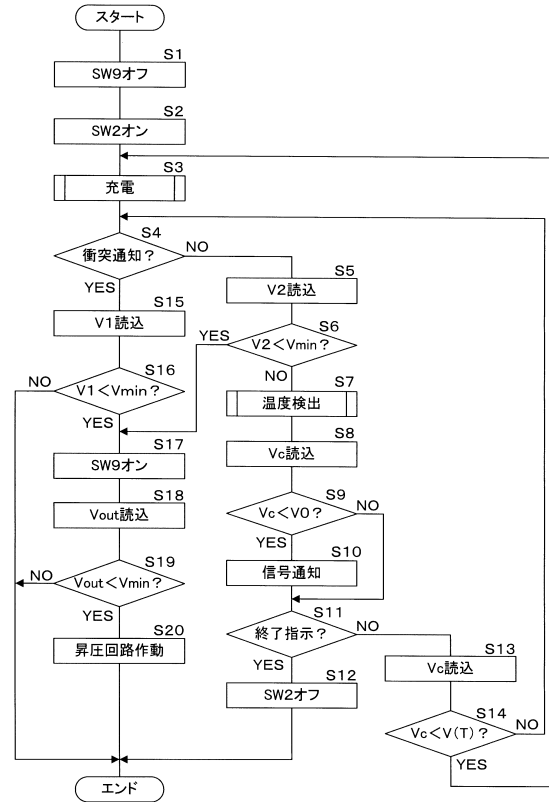 スタート
S1
SW9オフ
S2
SW2オン
S3
充電
S4
衝突通知？
NO
YES
S5
V2読込
S15
V1読込
S6
V2＜Vmin？
YES
NO
S16
V1＜Vmin？
NO
YES
S7
温度検出
S8
Vc読込
S17
SW9オン
S18
Vout読込
S9
Vc＜V0？
NO
YES
S10
信号通知
S19
Vout＜Vmin？
NO
YES
S11
終了指示？
NO
YES
S20
昇圧回路作動
S12
SW2オフ
S13
Vc読込
S14
Vc＜V(T)？
NO
YES
エンド